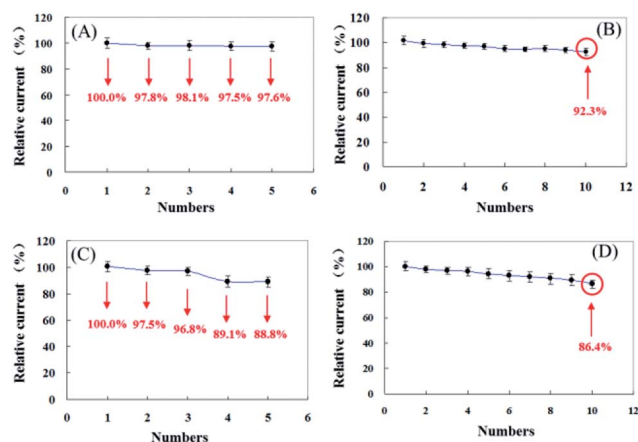 (A)
Relative current (%)
120
100
80
60
40
20
0
100.0% 97.8% 98.1% 97.5% 97.6%
0 1 2 3 4 5 6
Numbers
(B)
Relative current (%)
120
100
80
60
40
20
0
92.3%
0 2 4 6 8 10 12
Numbers
(C)
Relative current (%)
120
100
80
60
40
20
0
100.0% 97.5% 96.8% 89.1% 88.8%
0 1 2 3 4 5 6
Numbers
(D)
Relative current (%)
120
100
80
60
40
20
0
86.4%
0 2 4 6 8 10 12
Numbers